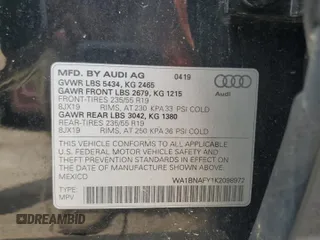 MFD. BY AUDI AG 04/19
GVWR LBS 5434, KG 2465
GAWR FRONT LBS 2679, KG 1215
FRONT-TIRES 235/55 R19
8JX19 RIMS, AT 230 KPA 33 PSI COLD
GAWR REAR LBS 3042, KG 1380
REAR-TIRES 235/55 R19
8JX19 RIMS, AT 250 KPA 36 PSI COLD
Audi
THIS VEHICLE CONFORMS TO ALL APPLICABLE
FEDERAL MOTOR VEHICLE SAFETY, BUMPER,
AND THEFT PREVENTION STANDARDS IN
EFFECT ON THE DATE OF MANUFACTURE
SHOWN ABOVE.
MEXICO WA1BNAFY1K2096972
TYPE:
MPV
DREAMBID